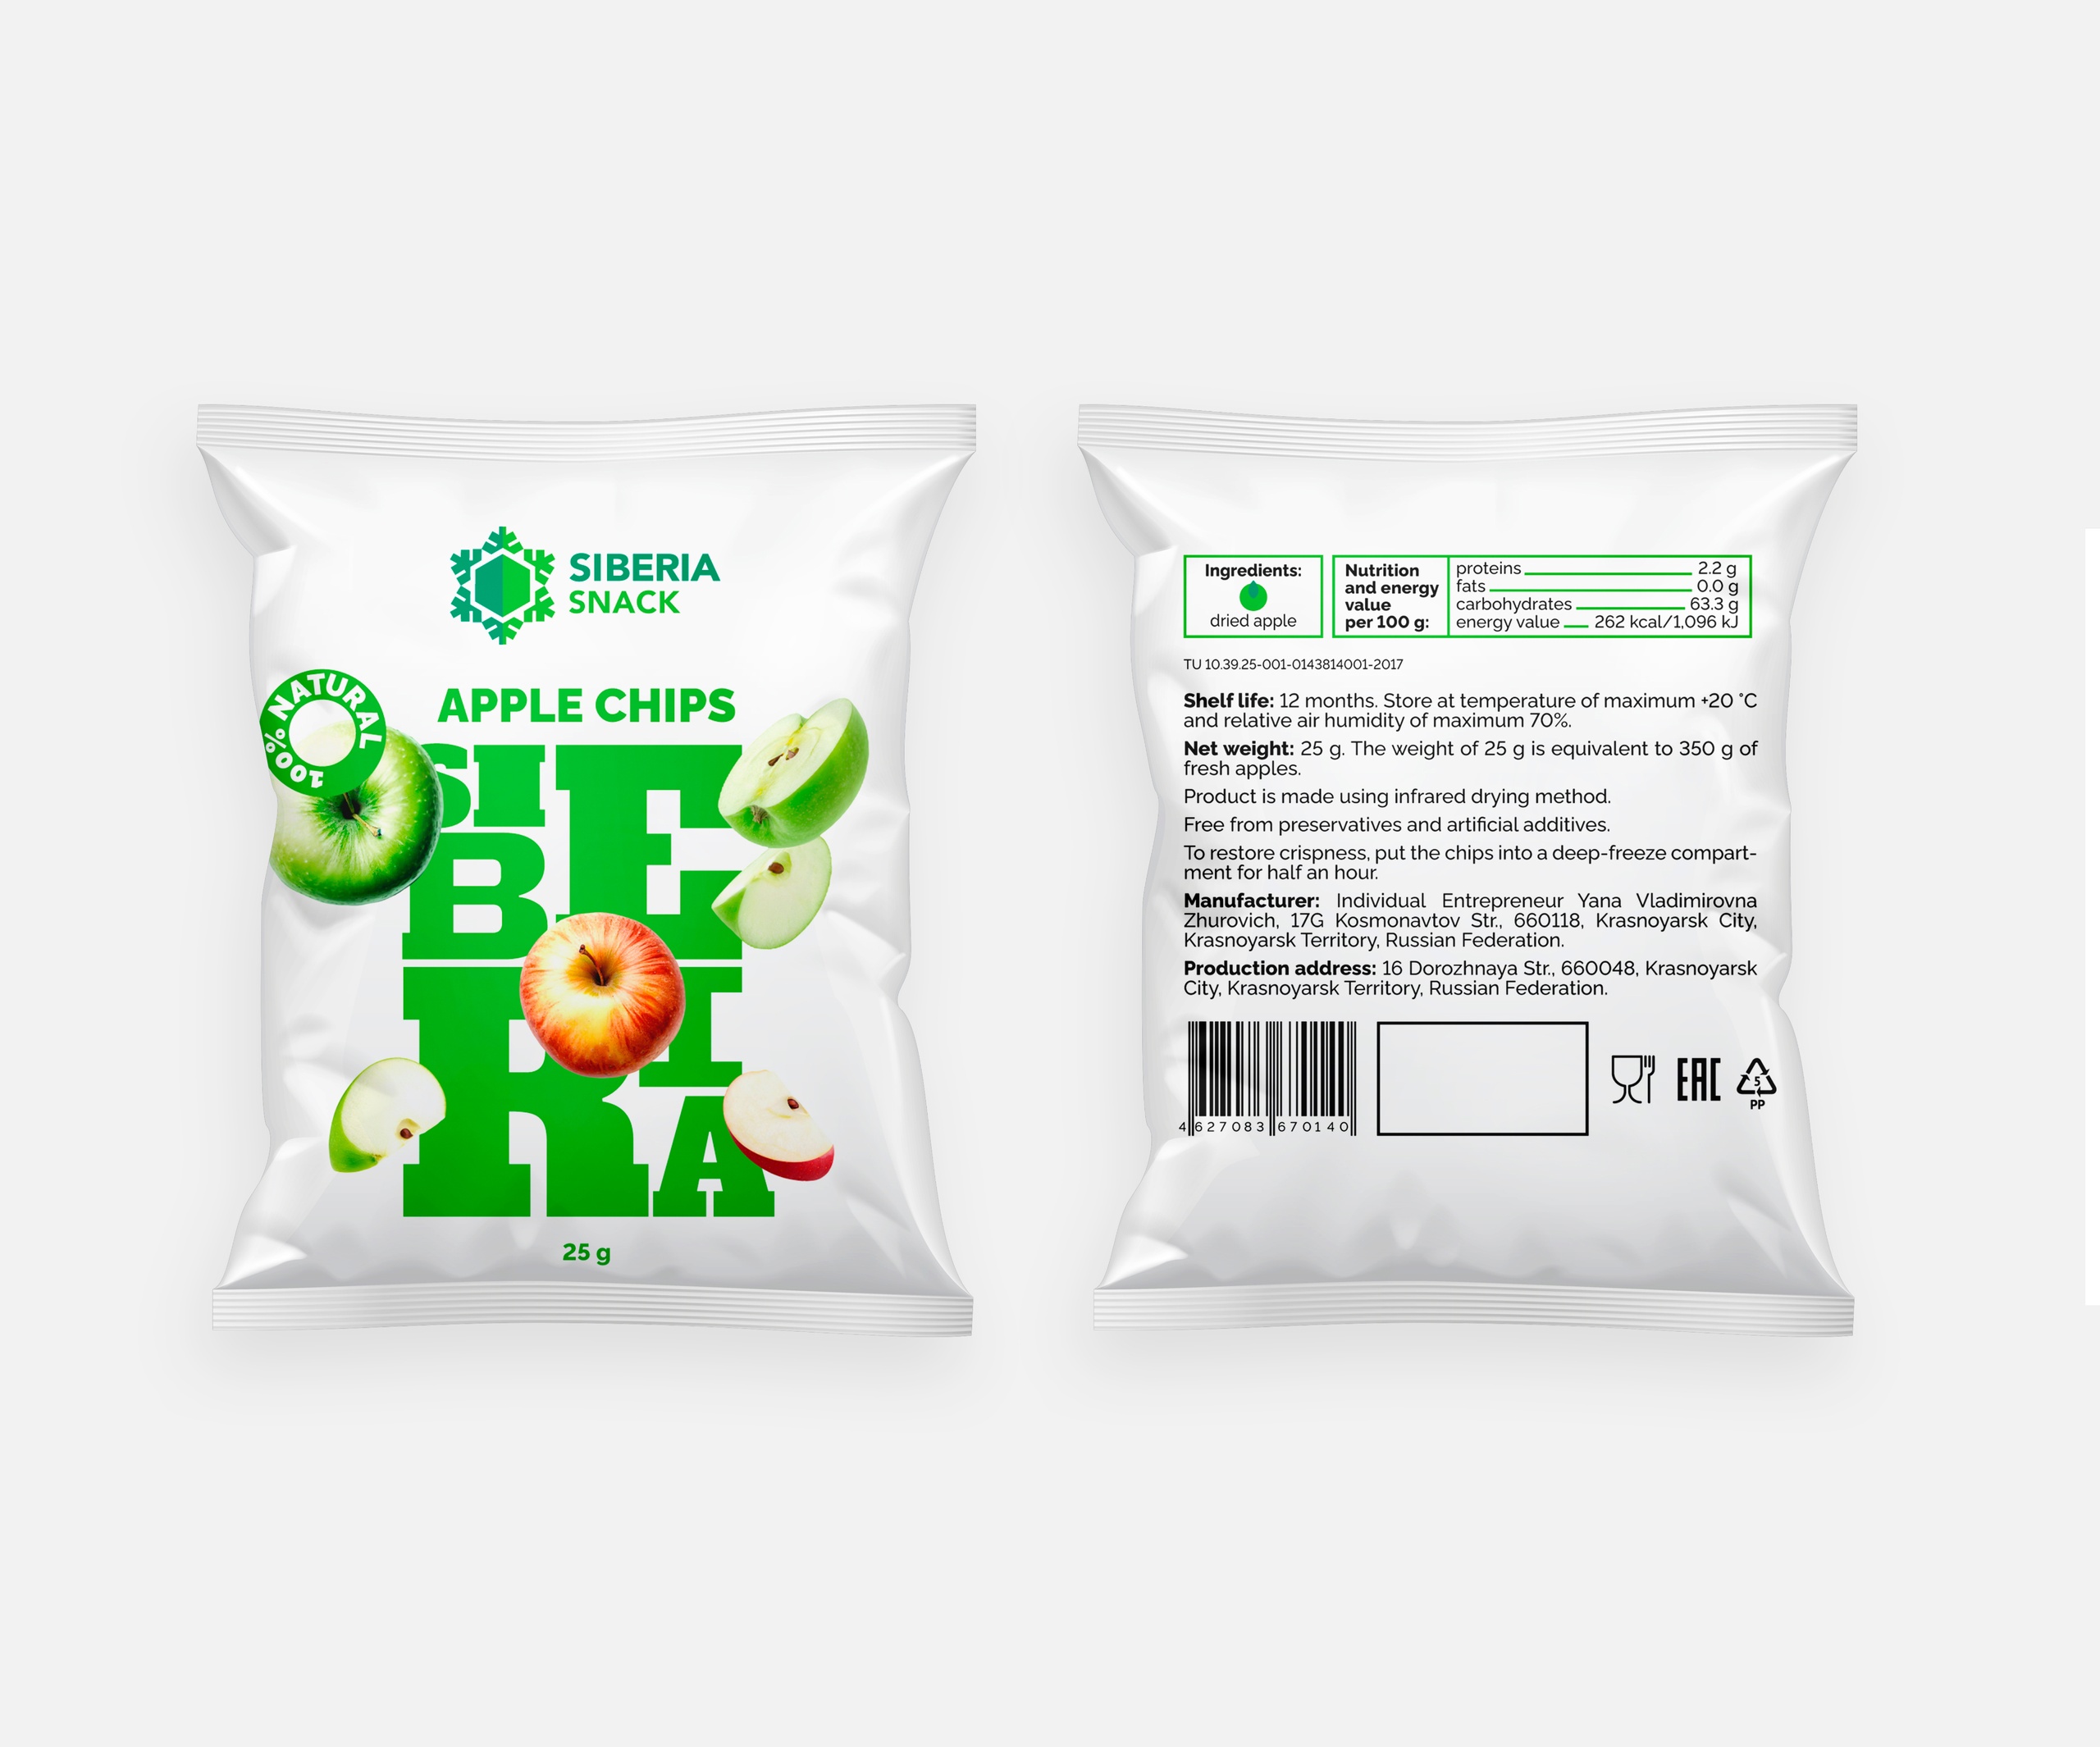 SIBERIA
SNACK
100% NATURAL
APPLE CHIPS
SI
BE
RI
A
25 g
Ingredients:
dried apple
Nutrition
and energy
value
per 100 g:
proteins 2.2 g
fats 0.0 g
carbohydrates 63.3 g
energy value 262 kcal/1,096 kJ
TU 10.39.25-001-0143814001-2017
Shelf life: 12 months. Store at temperature of maximum +20 °C
and relative air humidity of maximum 70%.
Net weight: 25 g. The weight of 25 g is equivalent to 350 g of
fresh apples.
Product is made using infrared drying method.
Free from preservatives and artificial additives.
To restore crispness, put the chips into a deep-freeze compart-
ment for half an hour.
Manufacturer: Individual Entrepreneur Yana Vladimirovna
Zhurovich, 17G Kosmonavtov Str., 660118, Krasnoyarsk City,
Krasnoyarsk Territory, Russian Federation.
Production address: 16 Dorozhnaya Str., 660048, Krasnoyarsk
City, Krasnoyarsk Territory, Russian Federation.
4 627083 670140
EAC
5
PP